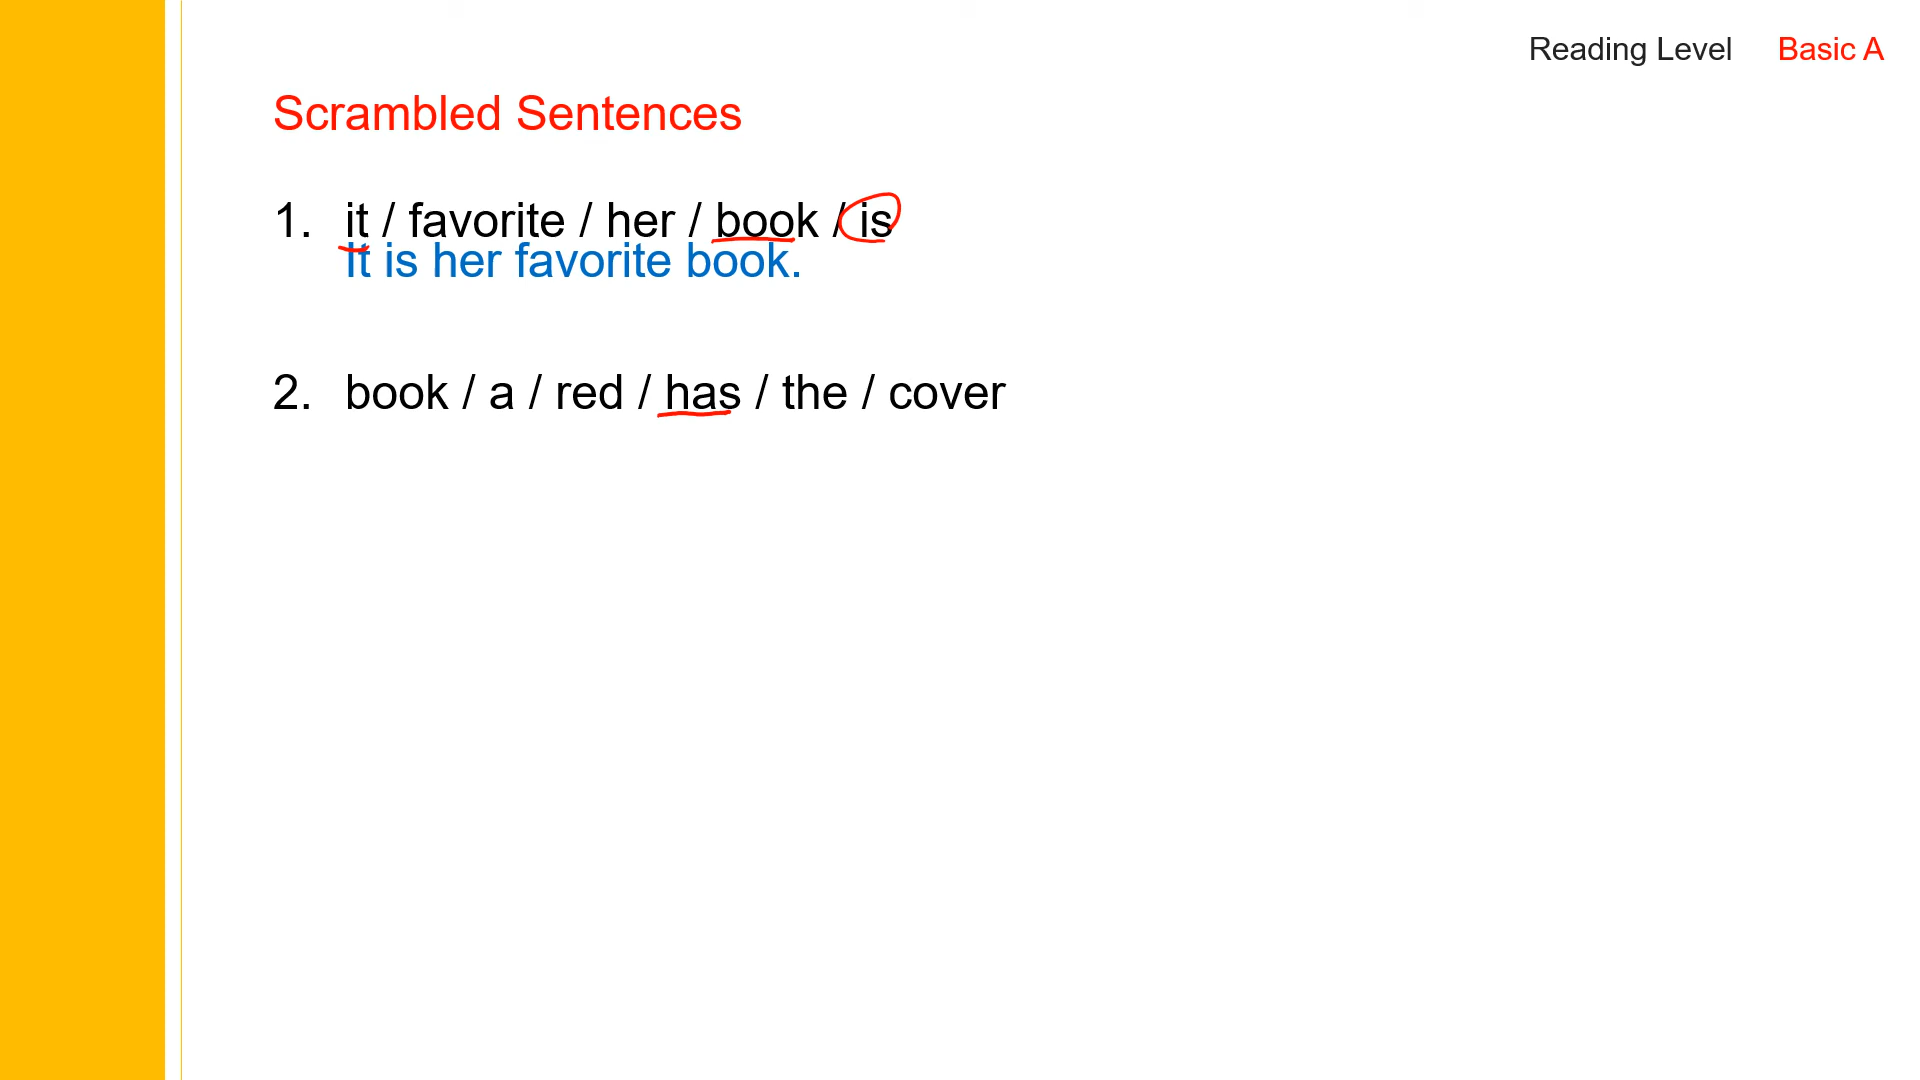 Reading Level Basic A
Scrambled Sentences
1. it / favorite / her / book / is
It is her favorite book.
2. book / a / red / has / the / cover